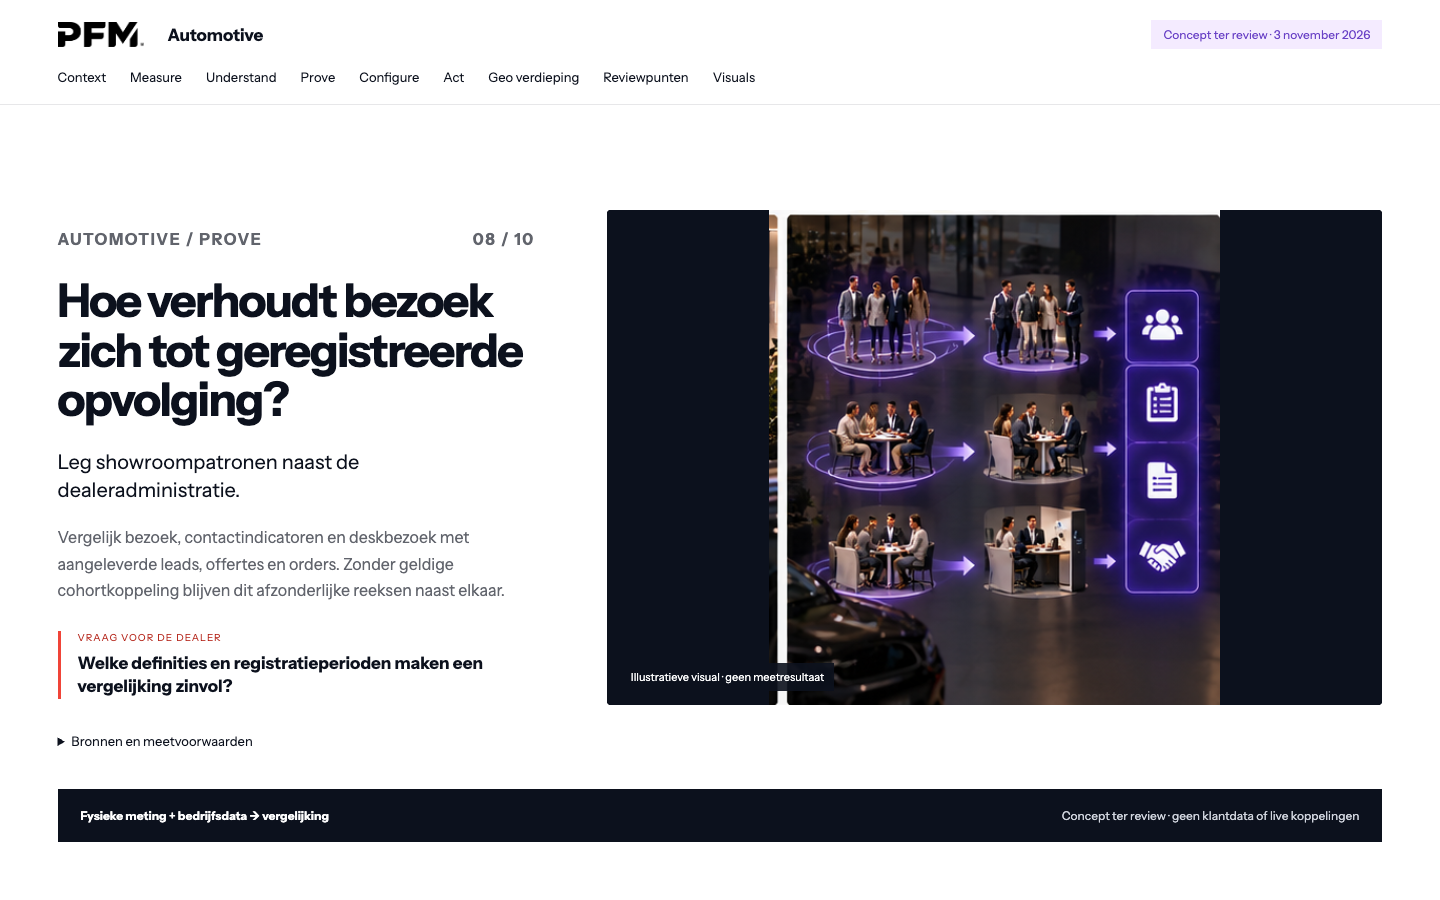 PFM.
Automotive
Concept ter review · 3 november 2026
Context Measure Understand Prove Configure Act Geo verdieping Reviewpunten Visuals
AUTOMOTIVE / PROVE
08 / 10
Hoe verhoudt bezoek
zich tot geregistreerde
opvolging?
Leg showroompatronen naast de
dealeradministratie.
Vergelijk bezoek, contactindicatoren en deskbezoek met
aangeleverde leads, offertes en orders. Zonder geldige
cohortkoppeling blijven dit afzonderlijke reeksen naast elkaar.
VRAAG VOOR DE DEALER
Welke definities en registratieperioden maken een
vergelijking zinvol?
Illustratieve visual · geen meetresultaat
Bronnen en meetvoorwaarden
Fysieke meting + bedrijfsdata → vergelijking
Concept ter review · geen klantdata of live koppelingen